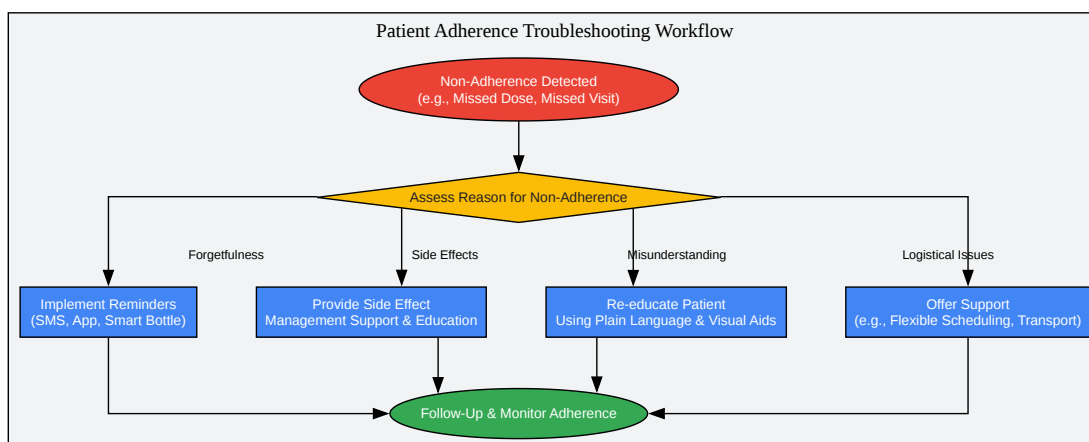 Patient Adherence Troubleshooting Workflow
Non-Adherence Detected
(e.g., Missed Dose, Missed Visit)
Assess Reason for Non-Adherence
Forgetfulness
Side Effects
Misunderstanding
Logistical Issues
Implement Reminders
(SMS, App, Smart Bottle)
Provide Side Effect
Management Support & Education
Re-educate Patient
Using Plain Language & Visual Aids
Offer Support
(e.g., Flexible Scheduling, Transport)
Follow-Up & Monitor Adherence